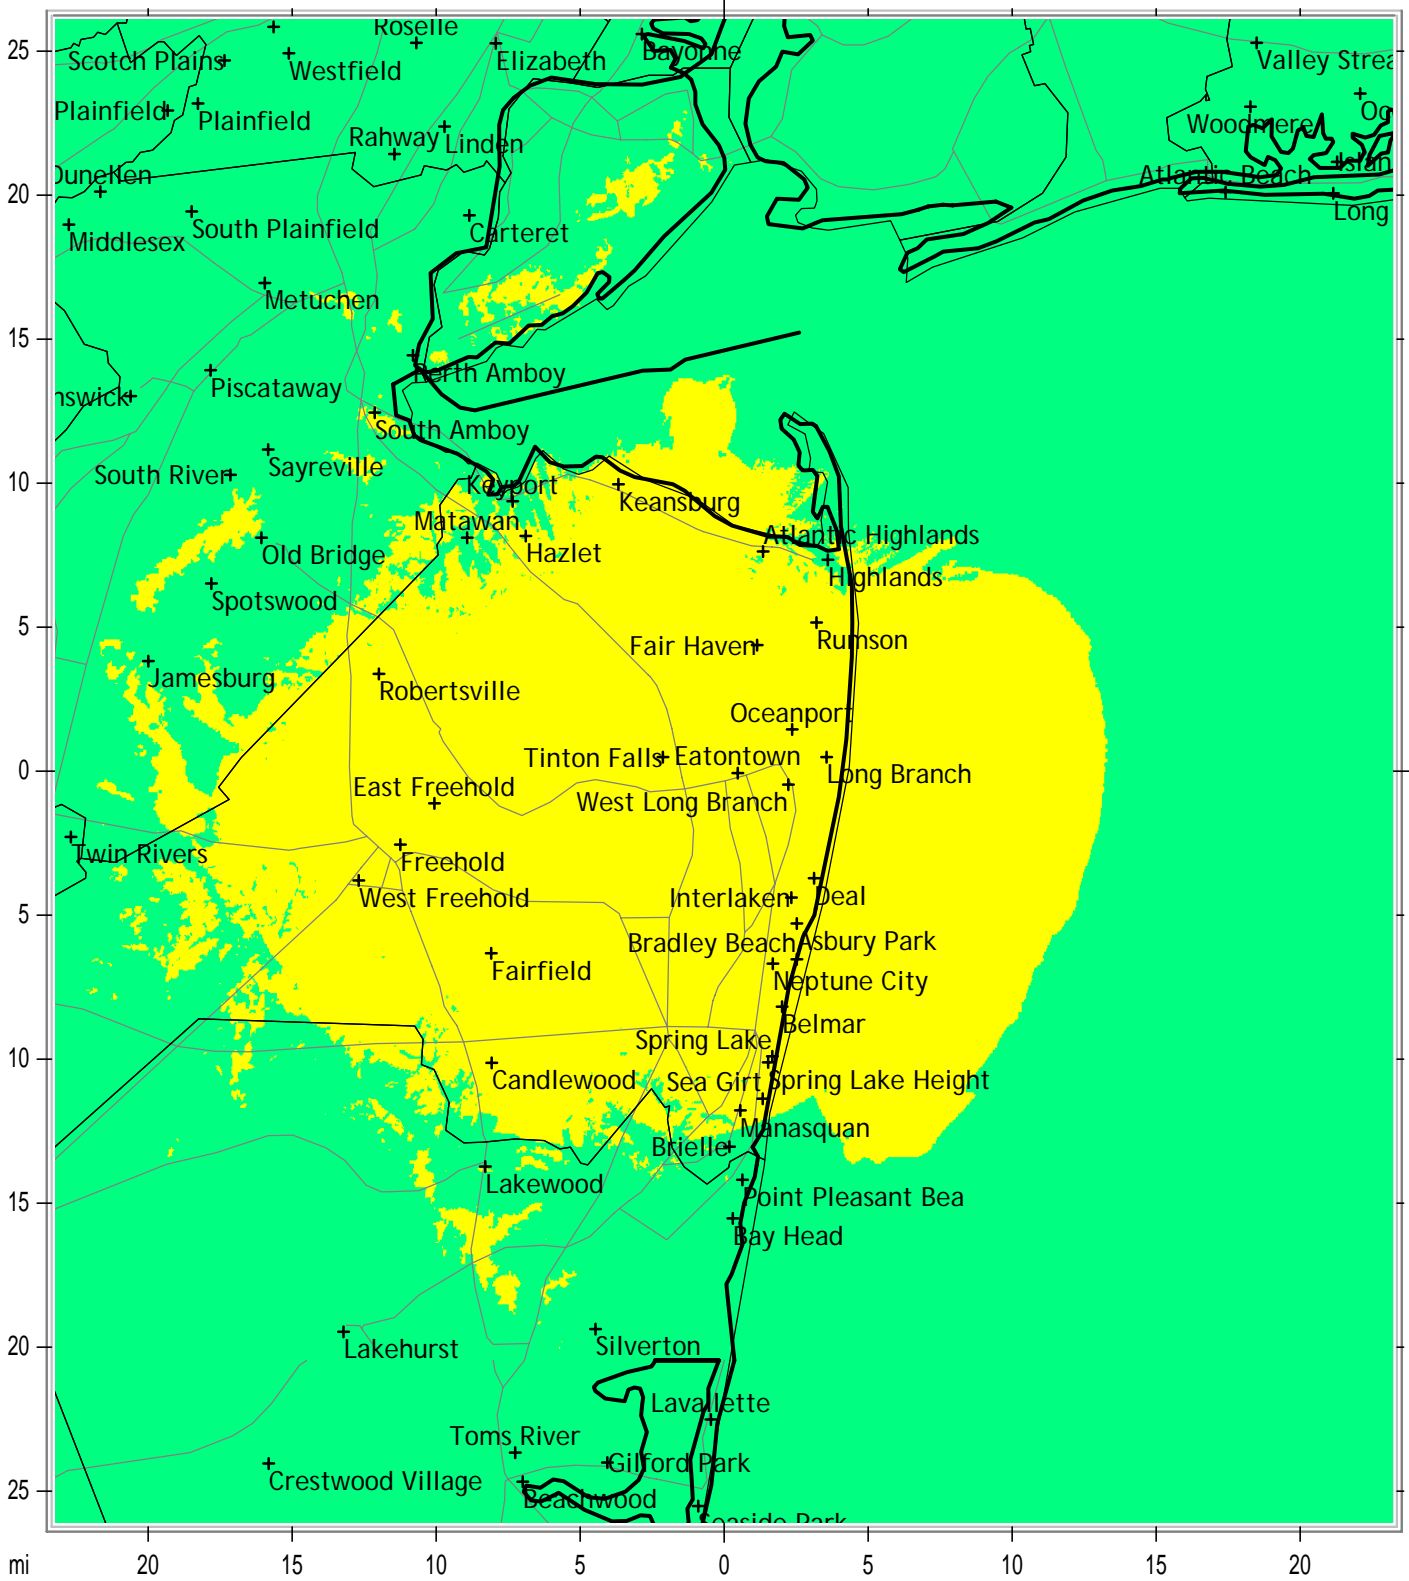 Roselle
25
Bayonne
Scotch Plains
Westfield
Elizabeth
Valley Strea
Plainfield
Plainfield
Oc
Woodmere
Rahway
Linden
Dunellen
Islan
Atlantic Beach
20
South Plainfield
Long
Middlesex
Carteret
Metuchen
15
Perth Amboy
Piscataway
nswick
South Amboy
Sayreville
South River
10
Keyport
Keansburg
Matawan
Atlantic Highlands
Old Bridge
Hazlet
Highlands
Spotswood
5
Fair Haven
Rumson
Jamesburg
Robertsville
Oceanport
Tinton Falls
Eatontown
0
Long Branch
East Freehold
West Long Branch
Twin Rivers
Freehold
West Freehold
Interlaken
Deal
5
Bradley Beach
Asbury Park
Fairfield
Neptune City
Belmar
Spring Lake
10
Candlewood
Sea Girt
Spring Lake Height
Manasquan
Brielle
Lakewood
Point Pleasant Bea
15
Bay Head
20
Silverton
Lakehurst
Lavallette
Toms River
Gilford Park
Crestwood Village
25
Beachwood
Seaside Park
mi 20 15 10 5 0 5 10 15 20